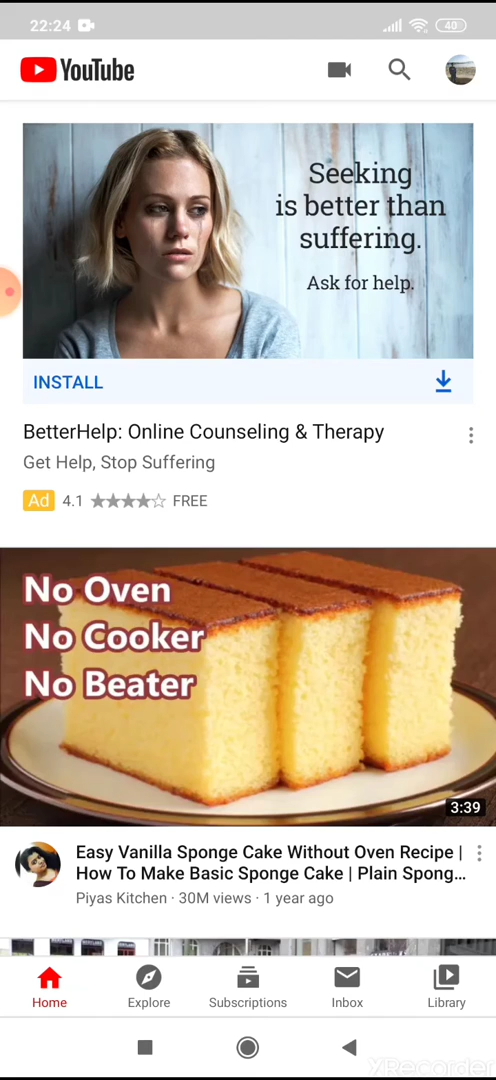 22:24
40
YouTube
Seeking
is better than
suffering.
Ask for help.
INSTALL
BetterHelp: Online Counseling & Therapy
Get Help, Stop Suffering
Ad 4.1 FREE
No Oven
No Cooker
No Beater
3:39
Easy Vanilla Sponge Cake Without Oven Recipe |
How To Make Basic Sponge Cake | Plain Spong...
Piyas Kitchen · 30M views · 1 year ago
Home Explore Subscriptions Inbox Library
XRecorder